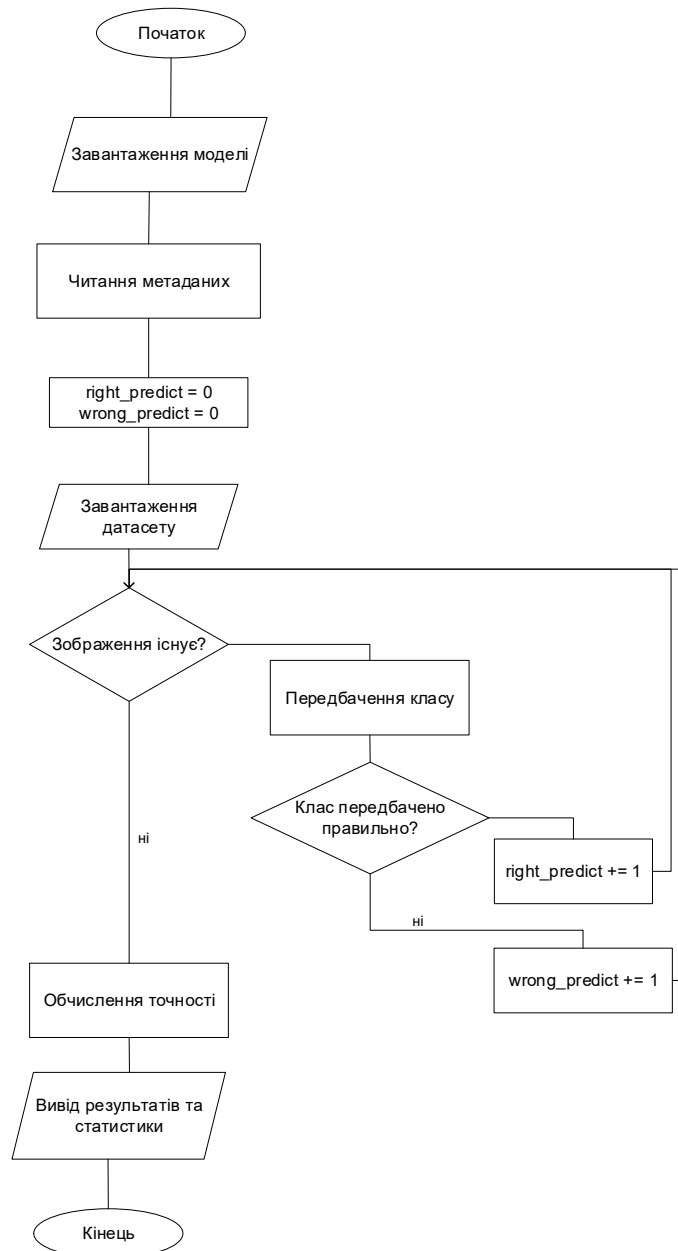 Початок
Завантаження моделі
Читання метаданих
right_predict = 0
wrong_predict = 0
Завантаження
датасету
Зображення існує?
Передбачення класу
Клас передбачено
правильно?
ні
right_predict += 1
ні
wrong_predict += 1
Обчислення точності
Вивід результатів та
статистики
Кінець